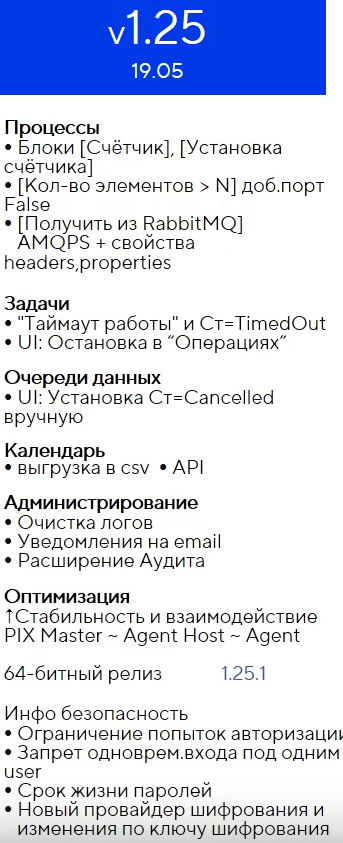 v1.25
19.05
Процессы
• Блоки [Счётчик], [Установка
счётчика]
• [Кол-во элементов > N] доб.порт
False
• [Получить из RabbitMQ]
AMQPS + свойства
headers,properties
Задачи
• "Таймаут работы" и Ст=TimedOut
• UI: Остановка в “Операциях”
Очереди данных
• UI: Установка Ст=Cancelled
вручную
Календарь
• выгрузка в csv • API
Администрирование
• Очистка логов
• Уведомления на email
• Расширение Аудита
Оптимизация
↑Стабильность и взаимодействие
PIX Master ~ Agent Host ~ Agent
64-битный релиз 1.25.1
Инфо безопасность
• Ограничение попыток авторизации
• Запрет одноврем.входа под одним
user
• Срок жизни паролей
• Новый провайдер шифрования и
изменения по ключу шифрования